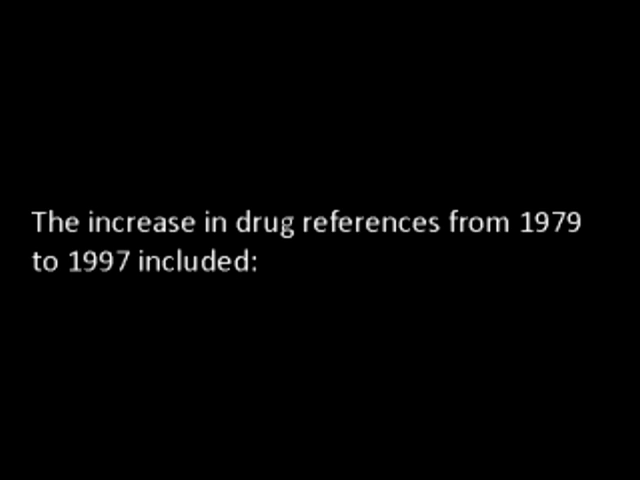 The increase in drug references from 1979
to 1997 included: